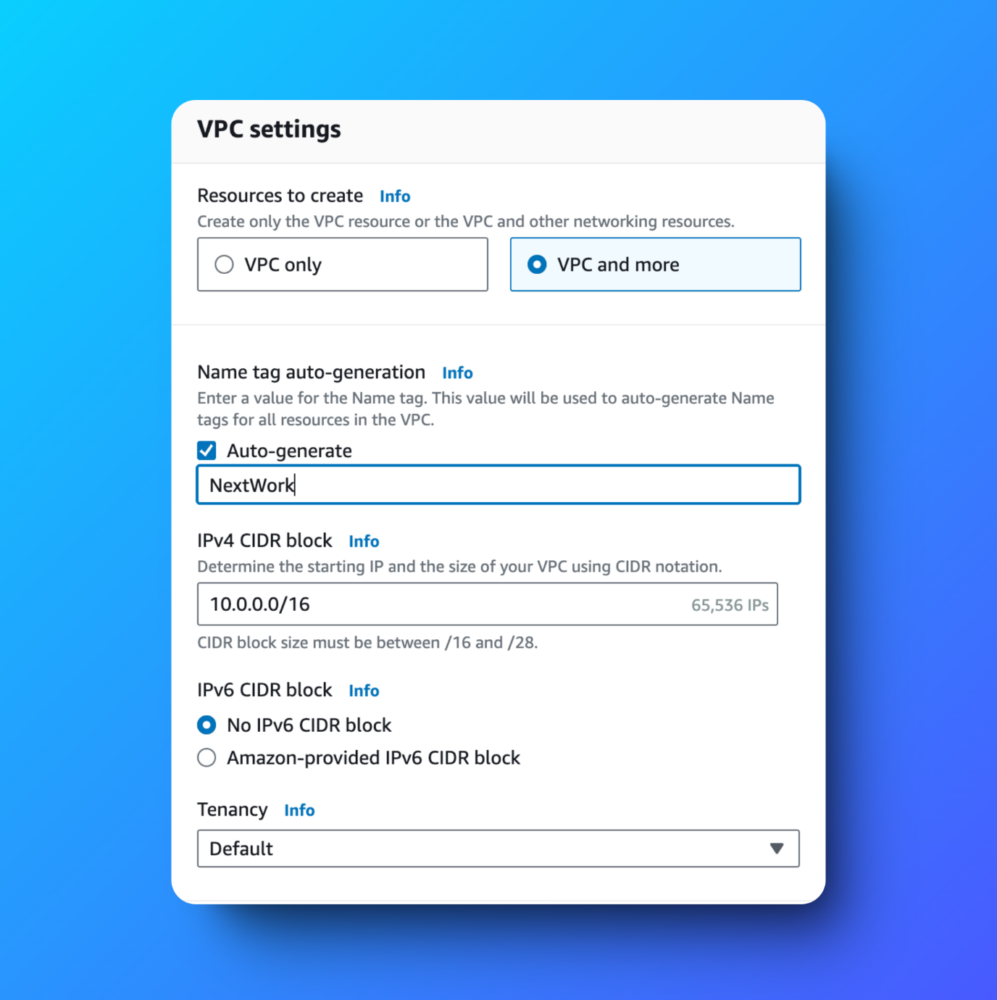 VPC settings
Resources to create Info
Create only the VPC resource or the VPC and other networking resources.
VPC only
VPC and more
Name tag auto-generation Info
Enter a value for the Name tag. This value will be used to auto-generate Name
tags for all resources in the VPC.
Auto-generate
NextWork
IPv4 CIDR block Info
Determine the starting IP and the size of your VPC using CIDR notation.
10.0.0.0/16 65,536 IPs
CIDR block size must be between /16 and /28.
IPv6 CIDR block Info
No IPv6 CIDR block
Amazon-provided IPv6 CIDR block
Tenancy Info
Default